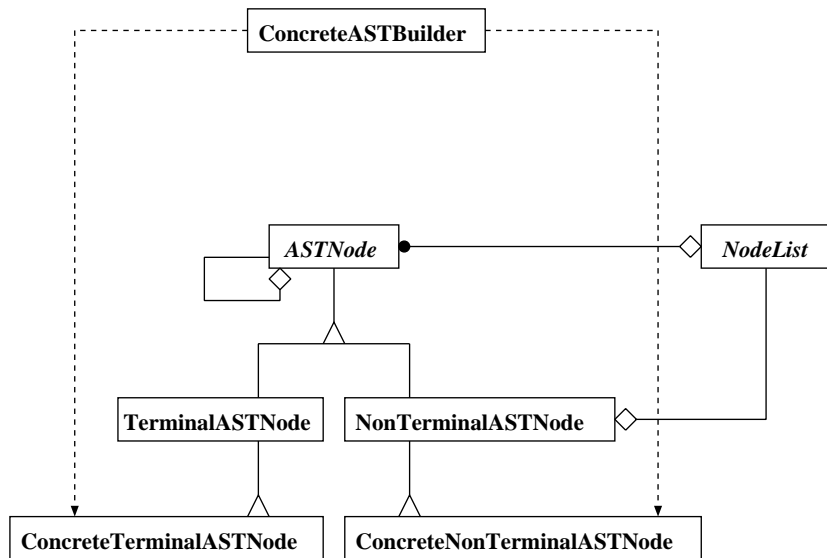 ConcreteASTBuilder
ASTNode
NodeList
TerminalASTNode
NonTerminalASTNode
ConcreteTerminalASTNode
ConcreteNonTerminalASTNode